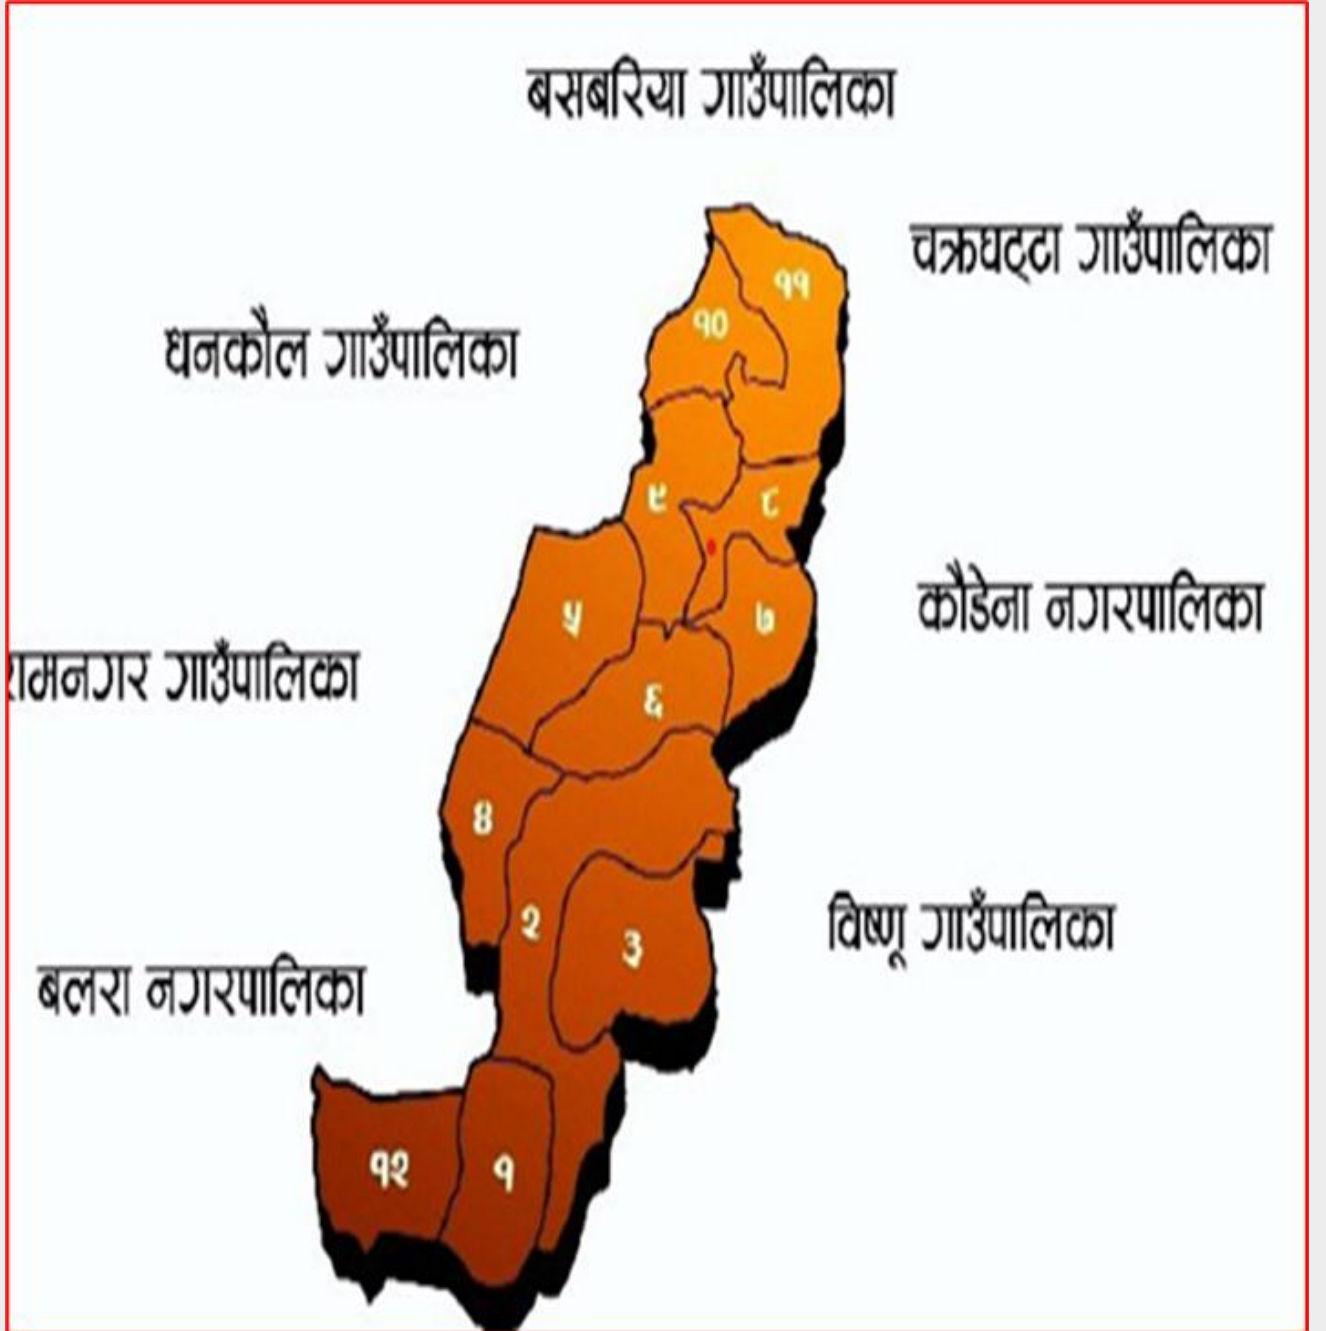 बसबरिया गाउँपालिका
चक्रघट्टा गाउँपालिका
११
१०
धनकौल गाउँपालिका
९
८
कौडेना नगरपालिका
५
७
रामनगर गाउँपालिका
६
४
२
३
विष्णू गाउँपालिका
बलरा नगरपालिका
१२
१